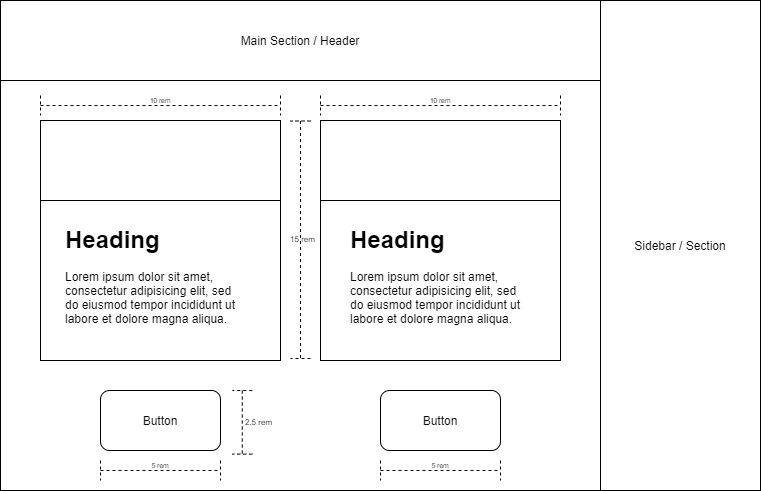 Main Section / Header
10 rem
10 rem
Heading
Lorem ipsum dolor sit amet,
consectetur adipisicing elit, sed
do eiusmod tempor incididunt ut
labore et dolore magna aliqua.
15 rem
Heading
Lorem ipsum dolor sit amet,
consectetur adipisicing elit, sed
do eiusmod tempor incididunt ut
labore et dolore magna aliqua.
Button
2.5 rem
Button
5 rem
5 rem
Sidebar / Section